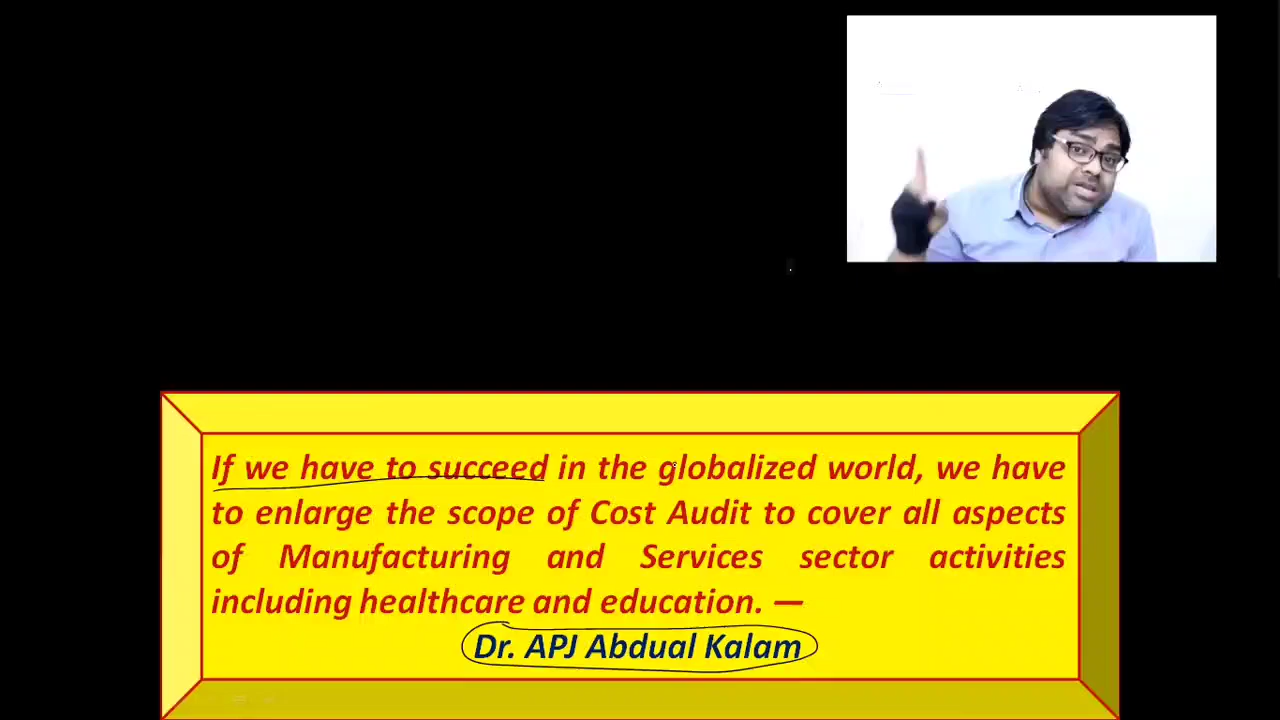 If we have to succeed in the globalized world, we have
to enlarge the scope of Cost Audit to cover all aspects
of Manufacturing and Services sector activities
including healthcare and education. —
Dr. APJ Abdual Kalam